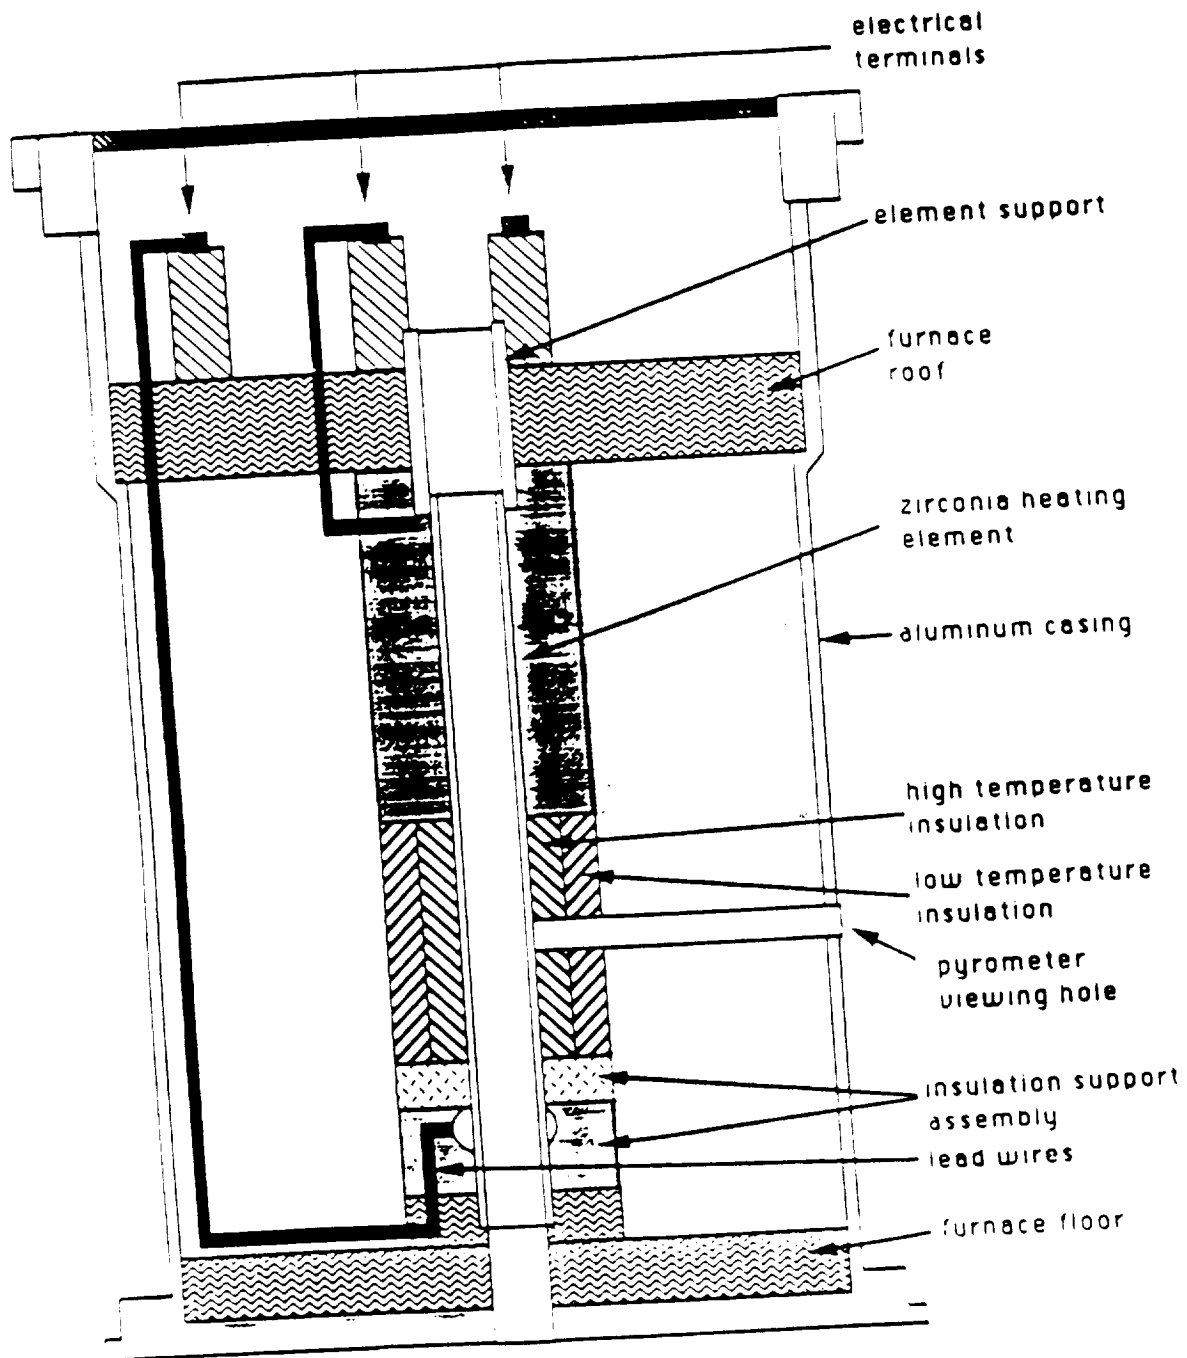 electrical
terminals
element support
furnace
roof
zirconia heating
element
aluminum casing
high temperature
insulation
low temperature
insulation
pyrometer
viewing hole
insulation support
assembly
lead wires
furnace floor